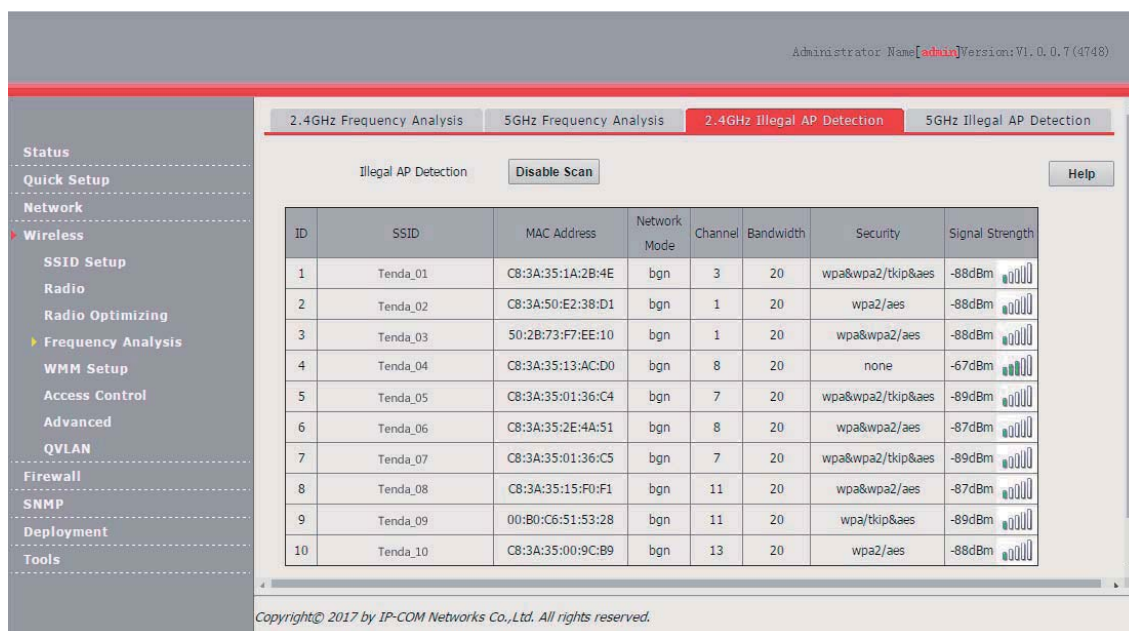 Administrator Name[admin]Version:V1.0.0.7(4748)
2.4GHz Frequency Analysis 5GHz Frequency Analysis 2.4GHz Illegal AP Detection 5GHz Illegal AP Detection
Status
Quick Setup
Network
Wireless
SSID Setup
Radio
Radio Optimizing
Frequency Analysis
WMM Setup
Access Control
Advanced
QVLAN
Firewall
SNMP
Deployment
Tools
Illegal AP Detection Disable Scan Help
ID SSID MAC Address Network Mode Channel Bandwidth Security Signal Strength
1 Tenda_01 C8:3A:35:1A:2B:4E bgn 3 20 wpa&wpa2/tkip&aes -88dBm
2 Tenda_02 C8:3A:50:E2:38:D1 bgn 1 20 wpa2/aes -88dBm
3 Tenda_03 50:2B:73:F7:EE:10 bgn 1 20 wpa&wpa2/aes -88dBm
4 Tenda_04 C8:3A:35:13:AC:D0 bgn 8 20 none -67dBm
5 Tenda_05 C8:3A:35:01:36:C4 bgn 7 20 wpa&wpa2/tkip&aes -89dBm
6 Tenda_06 C8:3A:35:2E:4A:51 bgn 8 20 wpa&wpa2/aes -87dBm
7 Tenda_07 C8:3A:35:01:36:C5 bgn 7 20 wpa&wpa2/tkip&aes -89dBm
8 Tenda_08 C8:3A:35:15:F0:F1 bgn 11 20 wpa&wpa2/aes -87dBm
9 Tenda_09 00:B0:C6:51:53:28 bgn 11 20 wpa/tkip&aes -89dBm
10 Tenda_10 C8:3A:35:00:9C:B9 bgn 13 20 wpa2/aes -88dBm
Copyright© 2017 by IP-COM Networks Co.,Ltd. All rights reserved.